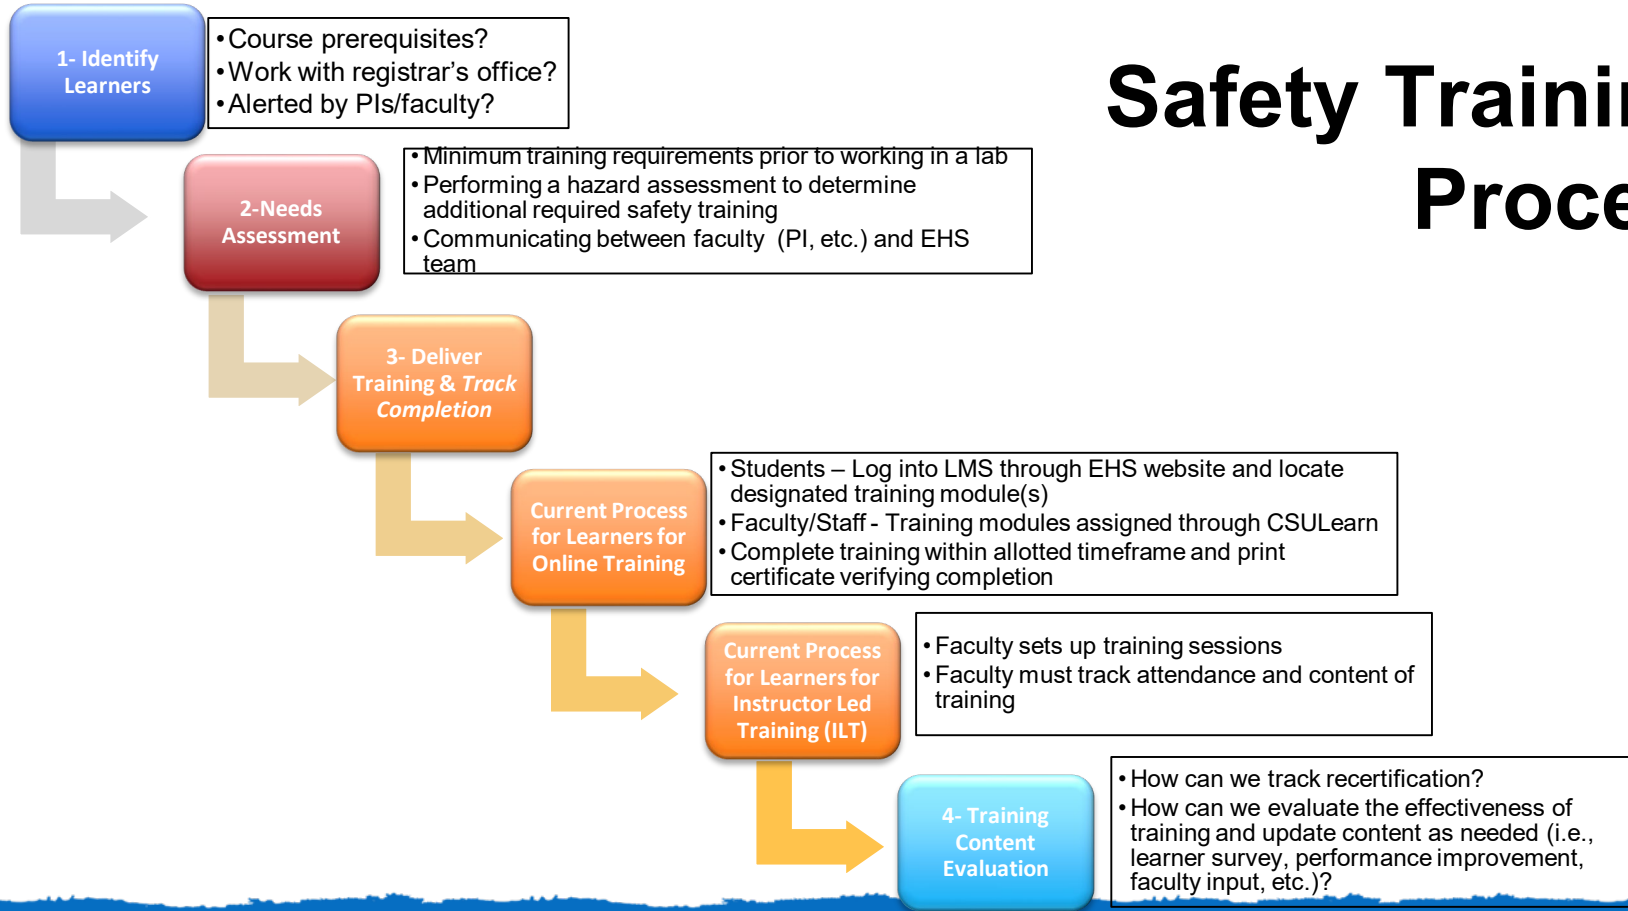 1- Identify
Learners
•Course prerequisites?
•Work with registrar's office?
•Alerted by PIs/faculty?
Safety Trainin
Proce
2-Needs
Assessment
•Minimum training requirements prior to working in a lab
•Performing a hazard assessment to determine
additional required safety training
•Communicating between faculty (PI, etc.) and EHS
team
3- Deliver
Training & Track
Completion
Current Process
for Learners for
Online Training
•Students – Log into LMS through EHS website and locate
designated training module(s)
•Faculty/Staff - Training modules assigned through CSULearn
•Complete training within allotted timeframe and print
certificate verifying completion
Current Process
for Learners for
Instructor Led
Training (ILT)
•Faculty sets up training sessions
•Faculty must track attendance and content of
training
4- Training
Content
Evaluation
•How can we track recertification?
•How can we evaluate the effectiveness of
training and update content as needed (i.e.,
learner survey, performance improvement,
faculty input, etc.)?